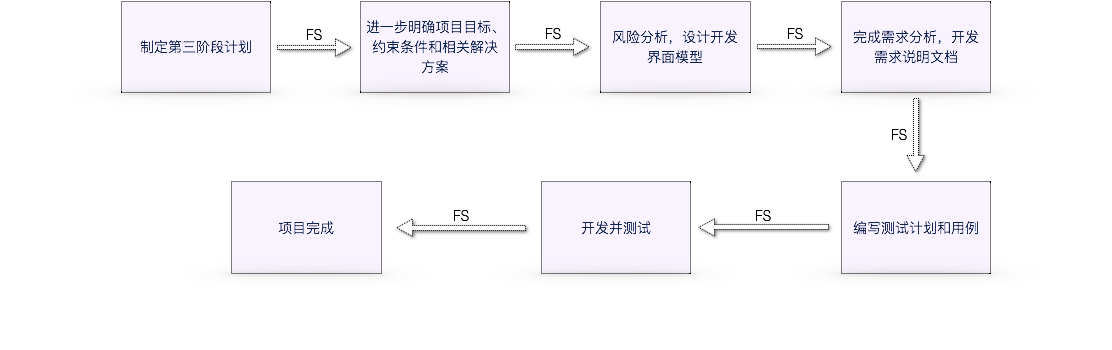 制定第三阶段计划
FS
进一步明确项目目标、
约束条件和相关解决
方案
FS
风险分析，设计开发
界面模型
FS
完成需求分析，开发
需求说明文档
FS
编写测试计划和用例
FS
开发并测试
FS
项目完成